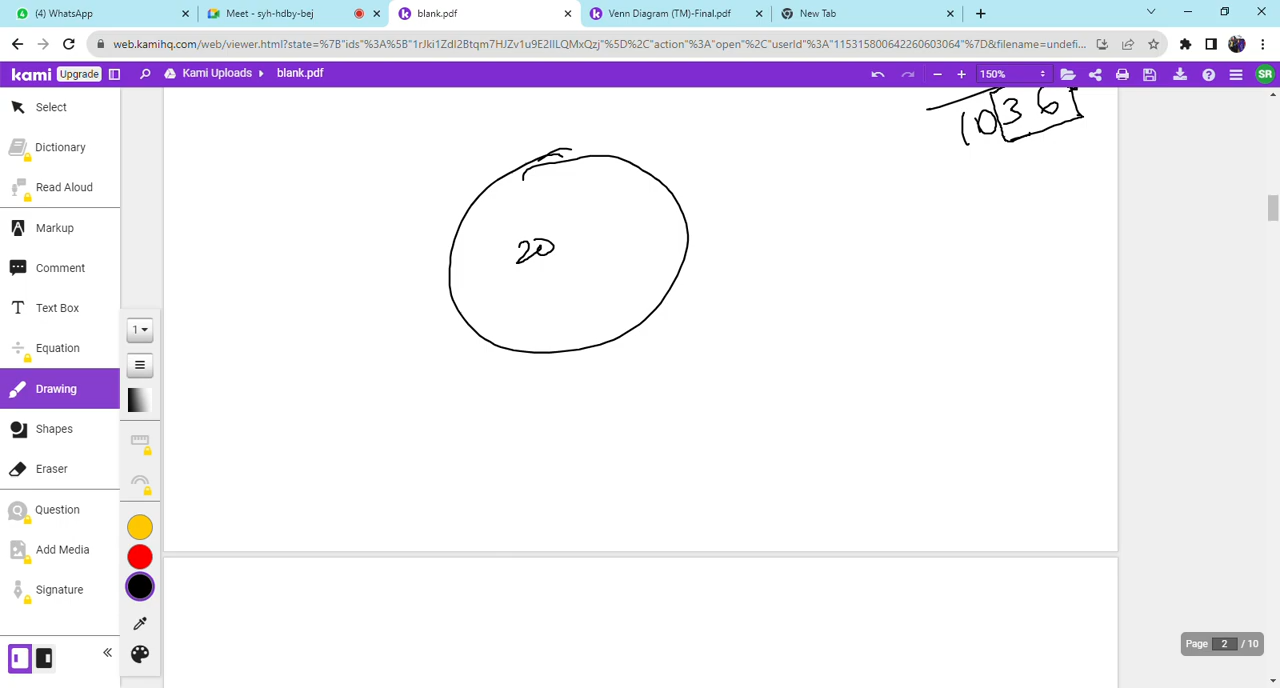 (4) WhatsApp
Meet - syh-hdby-bej
blank.pdf
Venn Diagram (TM)-Final.pdf
New Tab
web.kamihq.com/web/viewer.html?state=%7B"ids"%3A%5B"1rJki1ZdI2Btqm7HJZv1u9E2IILQMxQzj"%5D%2C"action"%3A"open"%2C"userId"%3A"115315800642260603064"%7D&filename=undefi...
kami Upgrade Kami Uploads blank.pdf 150% SR
Select
Dictionary
Read Aloud
Markup
Comment
Text Box
Equation
Drawing
Shapes
Eraser
Question
Add Media
Signature
1
1036
20
Page 2 / 10